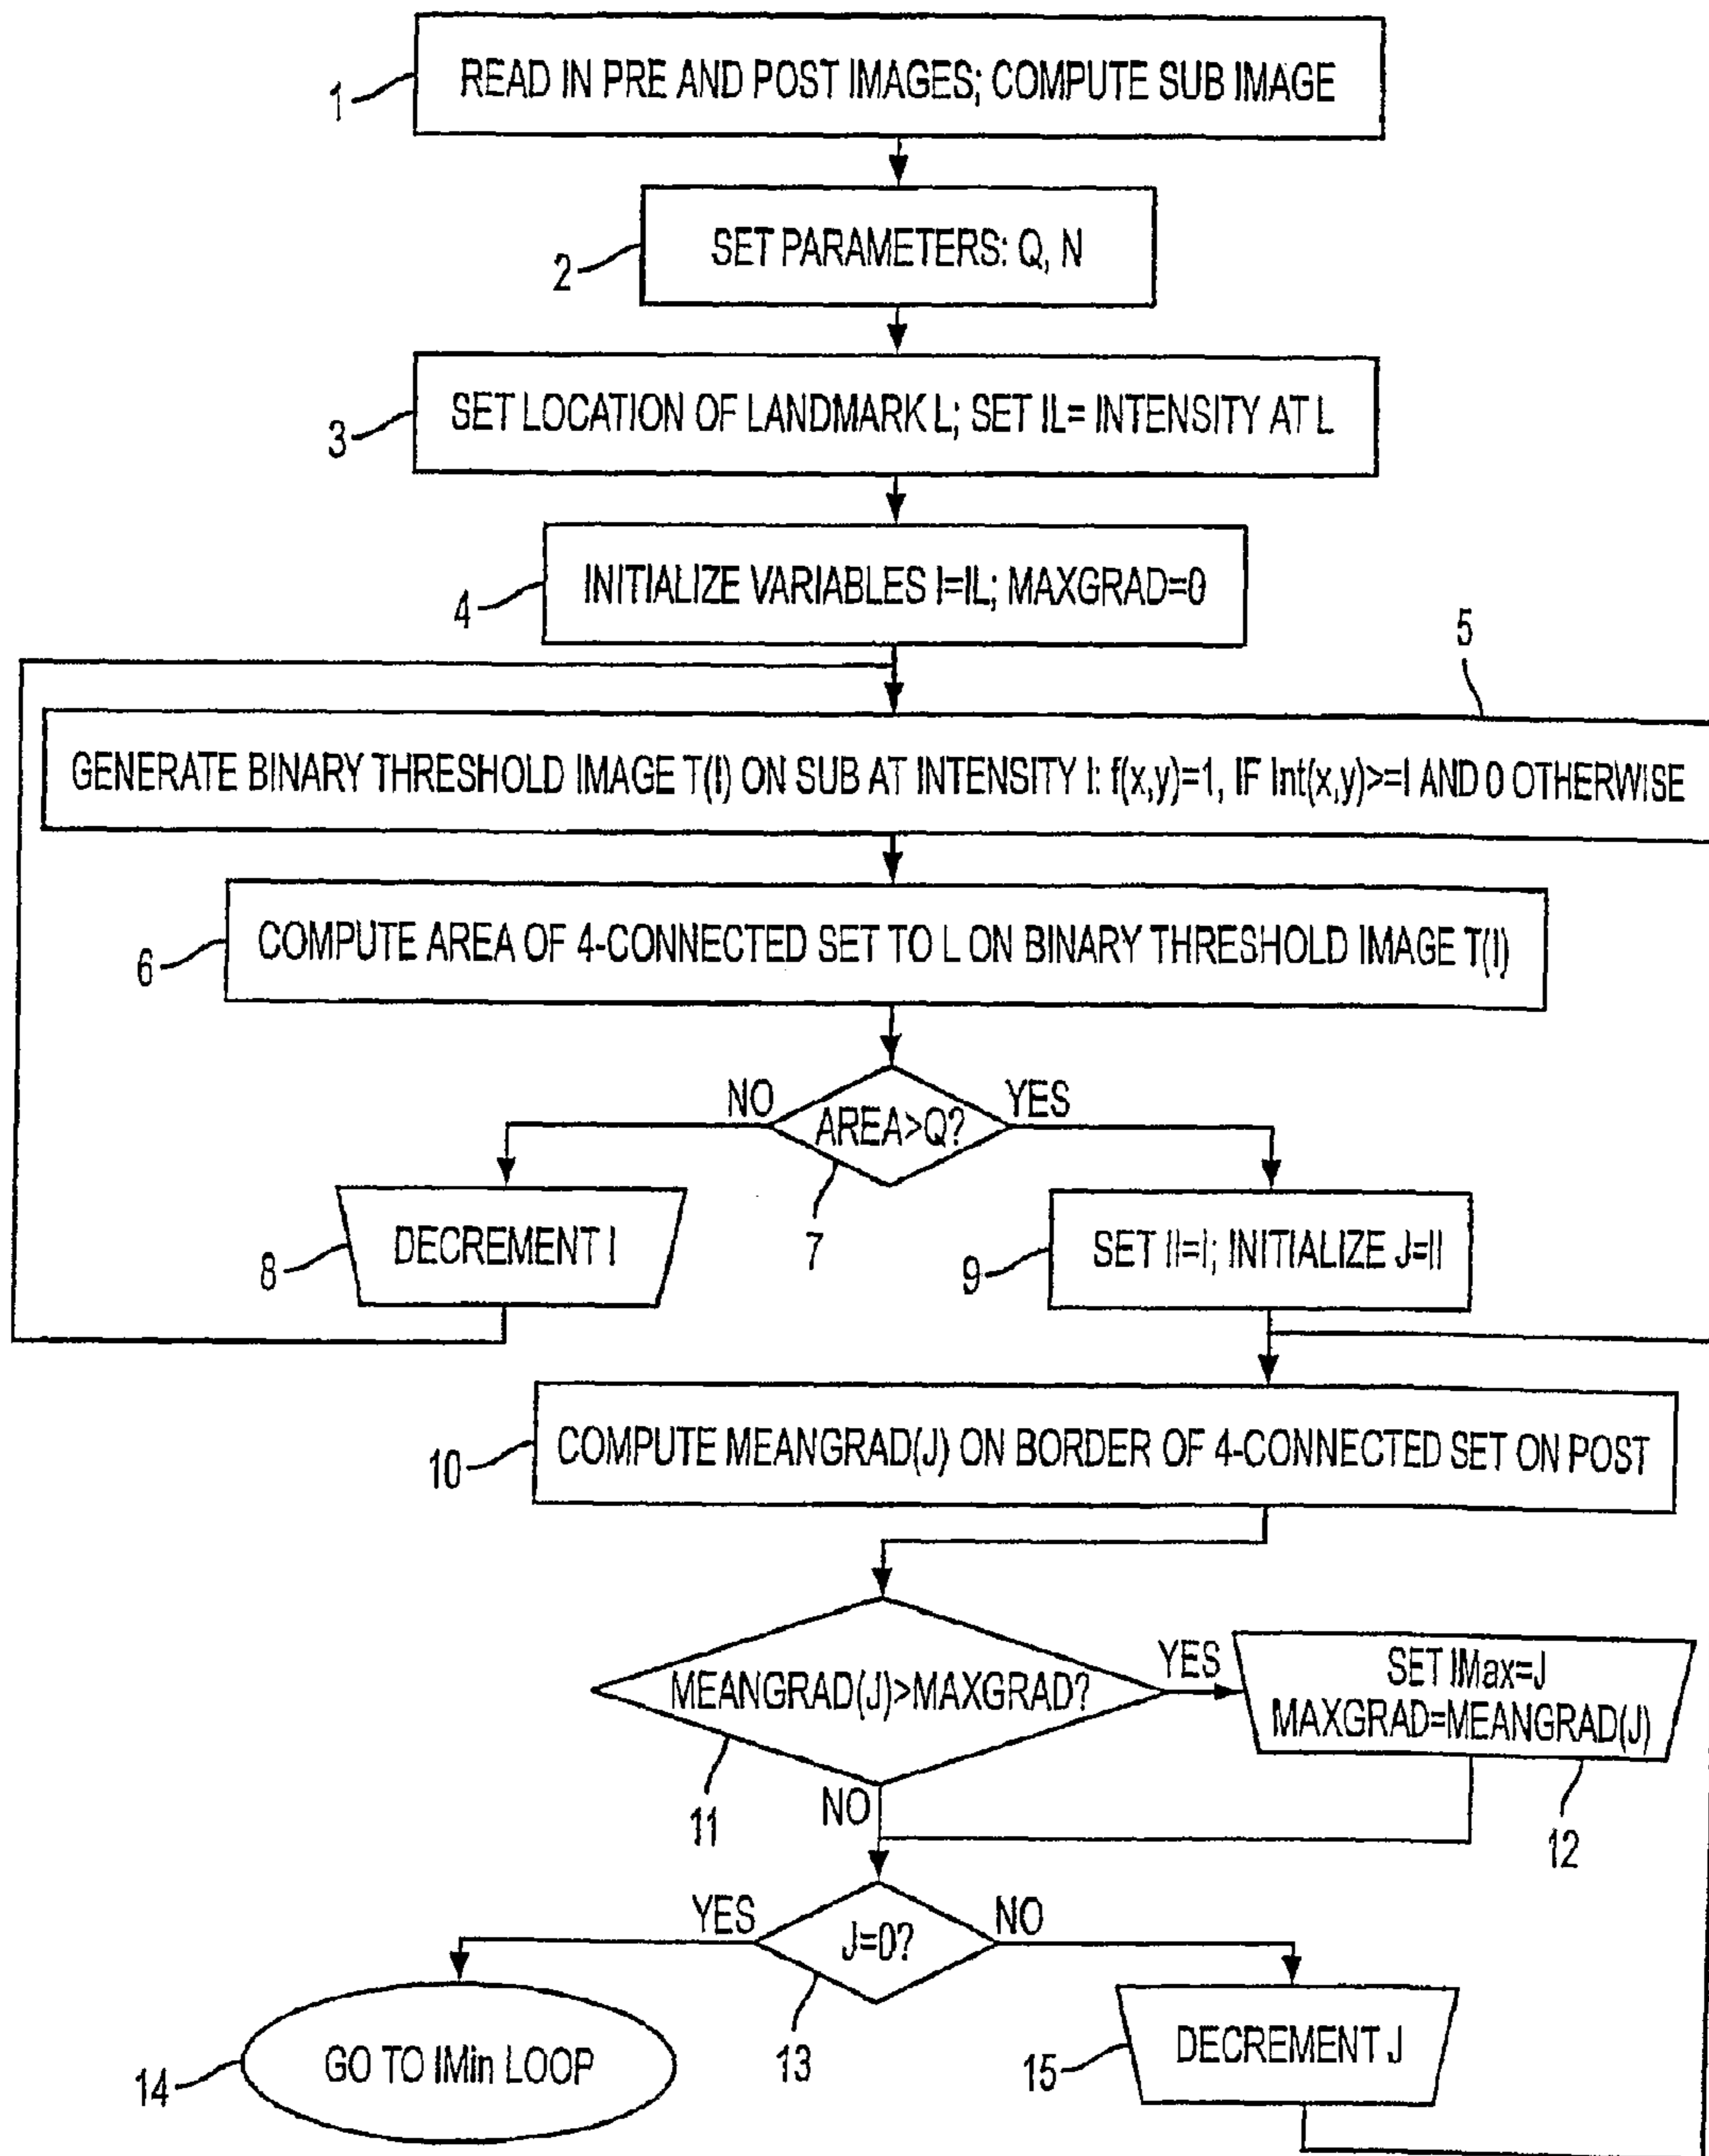 READ IN PRE AND POST IMAGES; COMPUTE SUB IMAGE
1
SET PARAMETERS: Q, N
2
SET LOCATION OF LANDMARK L; SET IL= INTENSITY AT L
3
INITIALIZE VARIABLES I=IL; MAXGRAD=0
4
5
GENERATE BINARY THRESHOLD IMAGE T(I) ON SUB AT INTENSITY I: f(x,y)=1, IF Int(x,y)>=I AND 0 OTHERWISE
COMPUTE AREA OF 4-CONNECTED SET TO L ON BINARY THRESHOLD IMAGE T(I)
6
NO
YES
AREA>Q?
7
DECREMENT I
8
SET II=I; INITIALIZE J=II
9
COMPUTE MEANGRAD(J) ON BORDER OF 4-CONNECTED SET ON POST
10
MEANGRAD(J)>MAXGRAD?
YES
SET IMax=J
MAXGRAD=MEANGRAD(J)
11
NO
12
YES
J=0?
NO
13
GO TO IMin LOOP
14
DECREMENT J
15